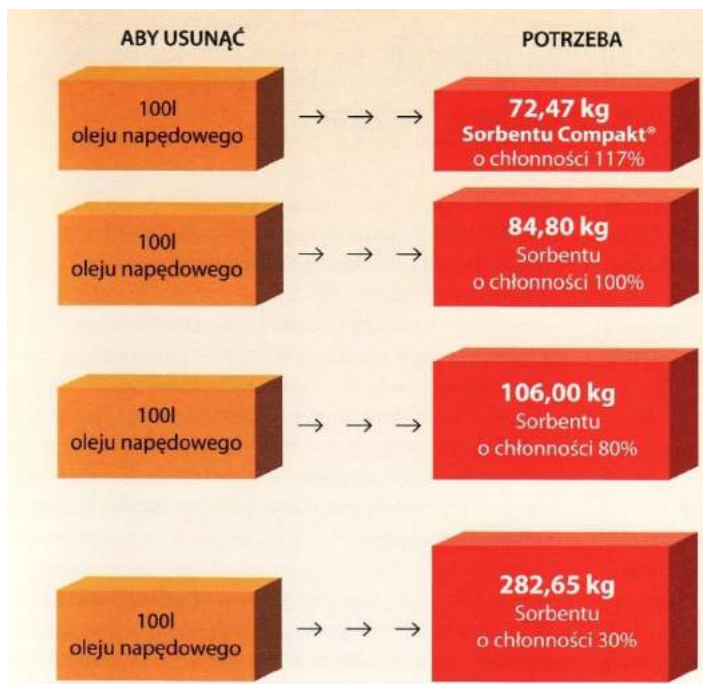 ABY USUNĄĆ
POTRZEBA
100l
oleju napędowego
→ → →
72,47 kg
Sorbentu Compakt®
o chłonności 117%
100l
oleju napędowego
→ → →
84,80 kg
Sorbentu
o chłonności 100%
100l
oleju napędowego
→ → →
106,00 kg
Sorbentu
o chłonności 80%
100l
oleju napędowego
→ → →
282,65 kg
Sorbentu
o chłonności 30%